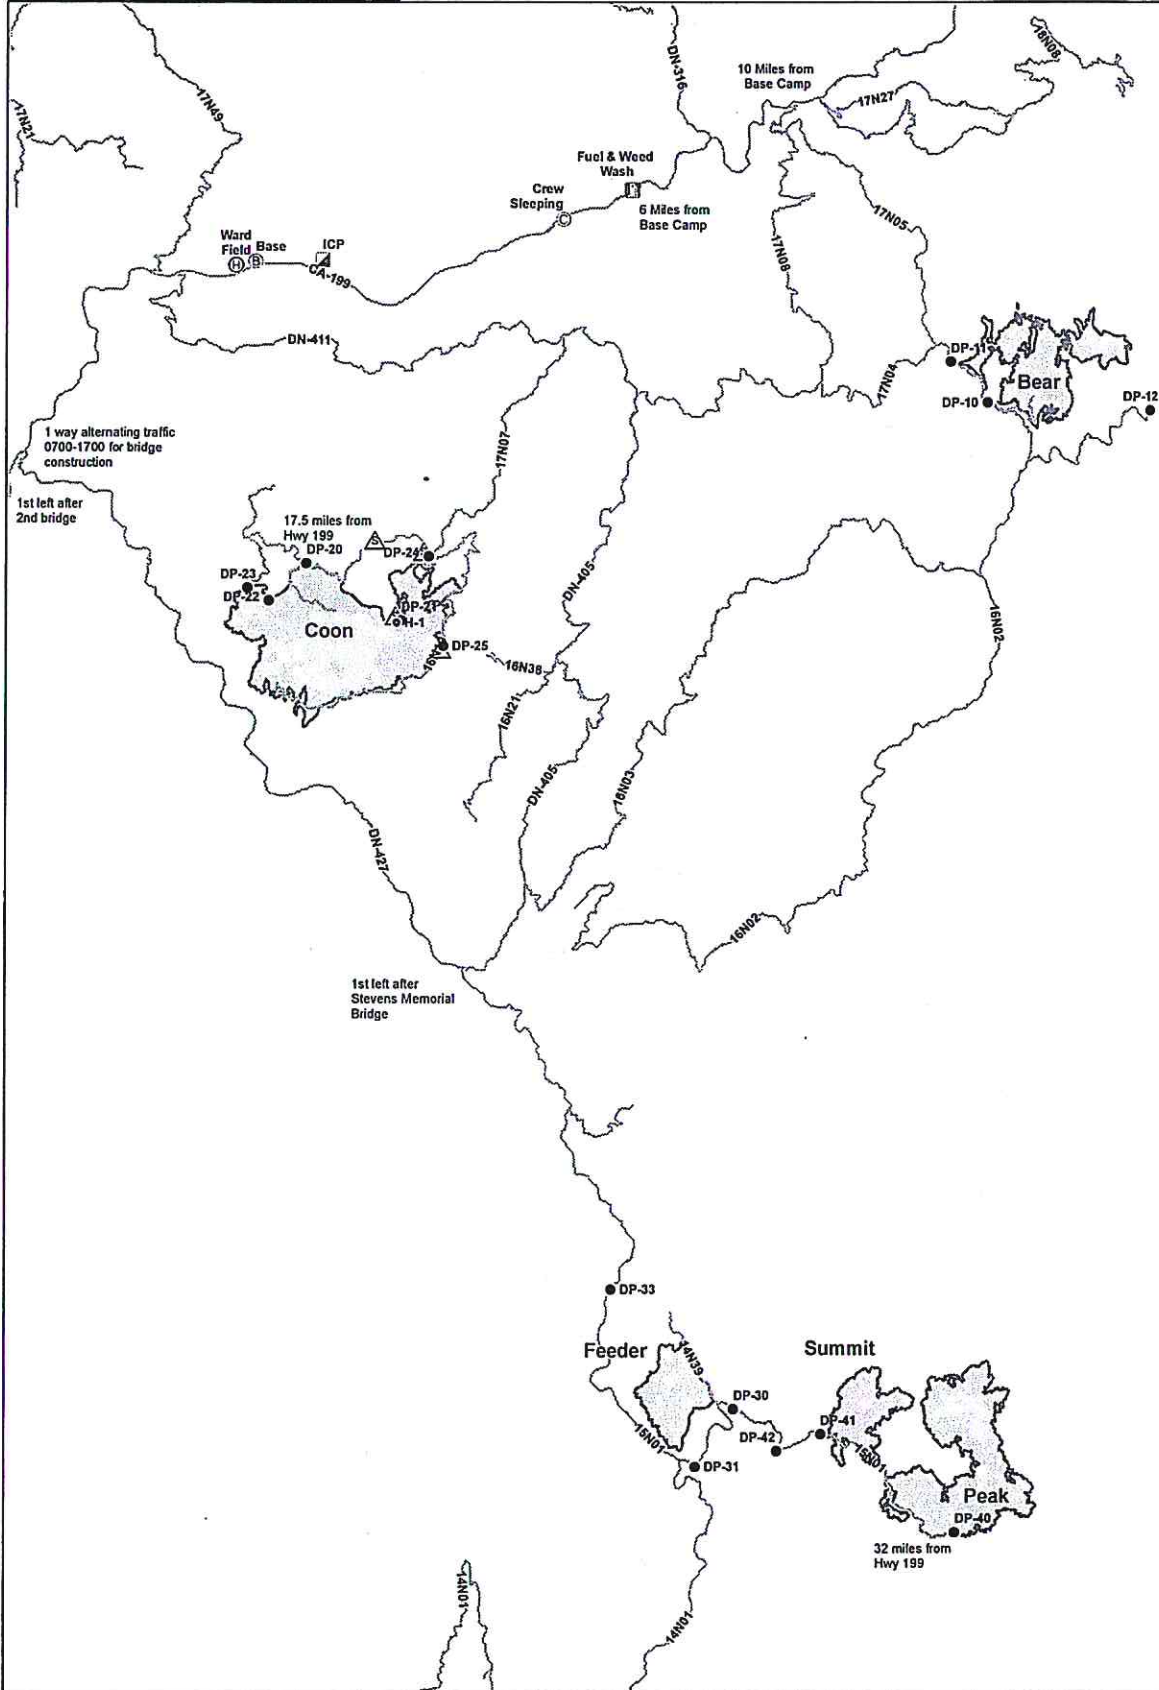 18N08
DN-316
10 Miles from
Base Camp
17N27
17N49
17N21
Fuel & Weed
Wash
Crew
Sleeping
C
6 Miles from
Base Camp
17N05
17N08
Ward
Field
Base
ICP
H
B
CA-199
DN-411
17N04
DP-11
Bear
DP-10
DP-12
1 way alternating traffic
0700-1700 for bridge
construction
17N07
1st left after
2nd bridge
17.5 miles from
Hwy 199
DP-20
S
DP-24
DP-23
DP-22
DN-405
DP-21
H-1
Coon
DP-25
16N38
16N02
16N21
DN-405
16N03
DN-427
16N02
1st left after
Stevens Memorial
Bridge
DP-33
Feeder
Summit
14N39
DP-30
DP-41
DP-42
15N01
15N01
DP-31
Peak
DP-40
32 miles from
Hwy 199
14N01
14N01